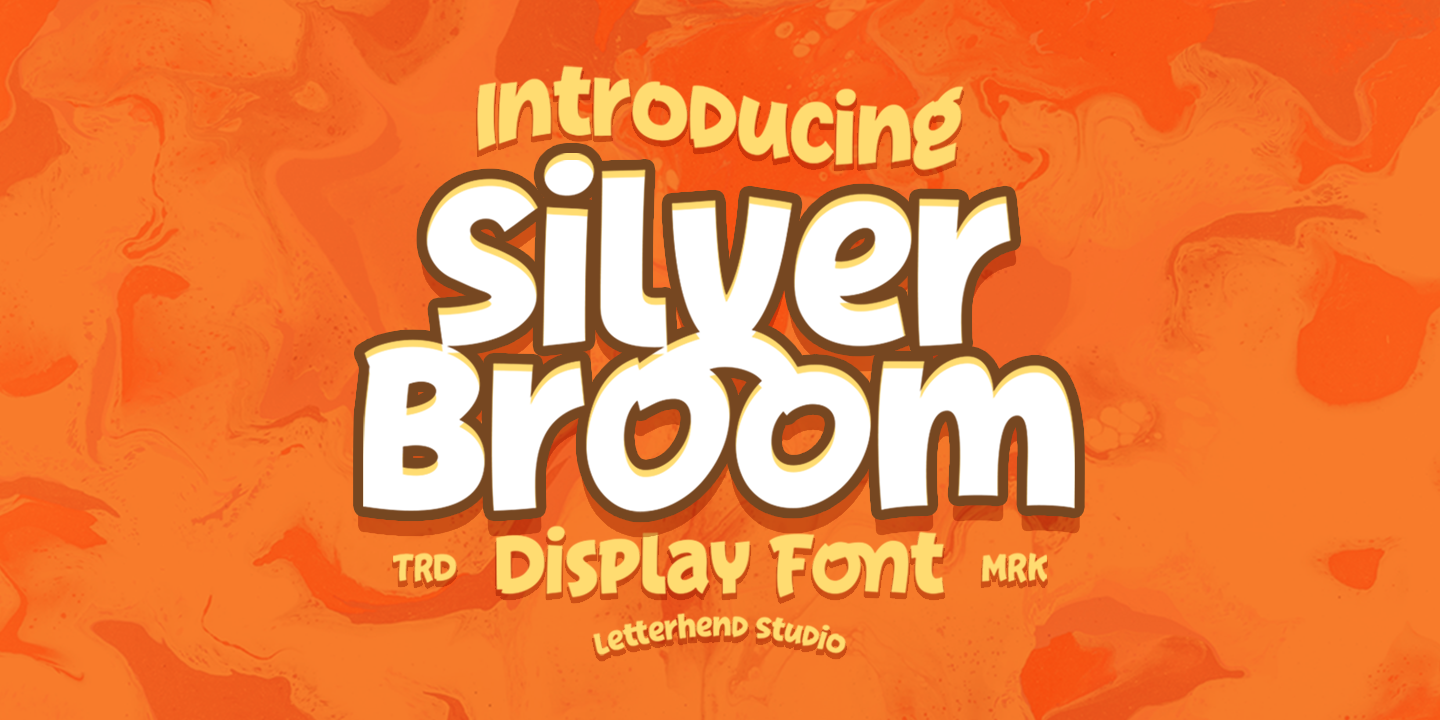 Introducing
Silver
Broom
TRD Display Font MRK
Letterhend Studio